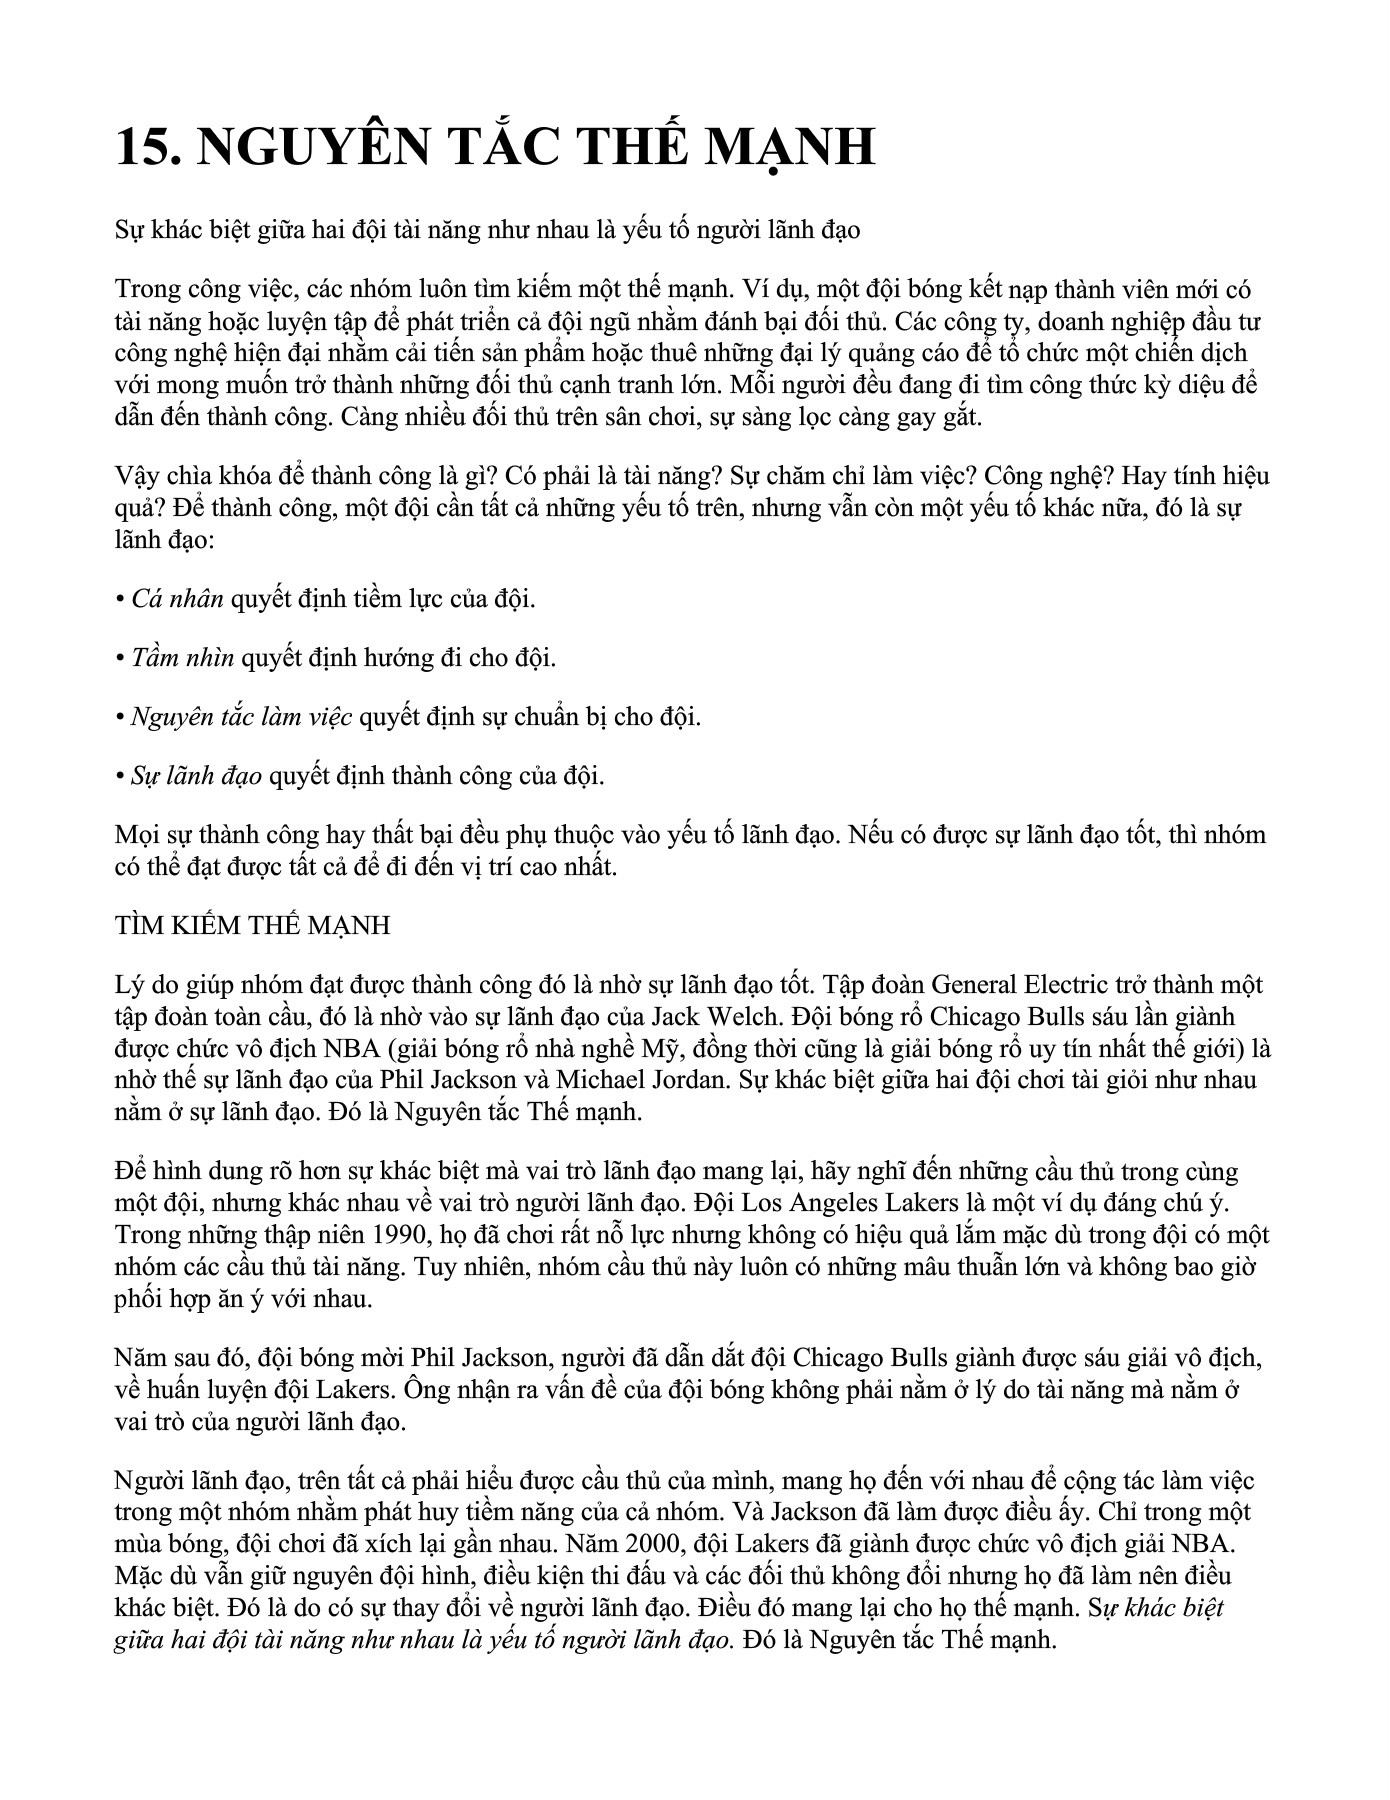 15. NGUYÊN TẮC THẾ MẠNH
Sự khác biệt giữa hai đội tài năng như nhau là yếu tố người lãnh đạo
Trong công việc, các nhóm luôn tìm kiếm một thế mạnh. Ví dụ, một đội bóng kết nạp thành viên mới có
tài năng hoặc luyện tập để phát triển cả đội ngũ nhằm đánh bại đối thủ. Các công ty, doanh nghiệp đầu tư
công nghệ hiện đại nhằm cải tiến sản phẩm hoặc thuê những đại lý quảng cáo để tổ chức một chiến dịch
với mong muốn trở thành những đối thủ cạnh tranh lớn. Mỗi người đều đang đi tìm công thức kỳ diệu để
dẫn đến thành công. Càng nhiều đối thủ trên sân chơi, sự sàng lọc càng gay gắt.
Vậy chìa khóa để thành công là gì? Có phải là tài năng? Sự chăm chỉ làm việc? Công nghệ? Hay tính hiệu
quả? Để thành công, một đội cần tất cả những yếu tố trên, nhưng vẫn còn một yếu tố khác nữa, đó là sự
lãnh đạo:
• Cá nhân quyết định tiềm lực của đội.
• Tầm nhìn quyết định hướng đi cho đội.
• Nguyên tắc làm việc quyết định sự chuẩn bị cho đội.
• Sự lãnh đạo quyết định thành công của đội.
Mọi sự thành công hay thất bại đều phụ thuộc vào yếu tố lãnh đạo. Nếu có được sự lãnh đạo tốt, thì nhóm
có thể đạt được tất cả để đi đến vị trí cao nhất.
TÌM KIẾM THẾ MẠNH
Lý do giúp nhóm đạt được thành công đó là nhờ sự lãnh đạo tốt. Tập đoàn General Electric trở thành một
tập đoàn toàn cầu, đó là nhờ vào sự lãnh đạo của Jack Welch. Đội bóng rổ Chicago Bulls sáu lần giành
được chức vô địch NBA (giải bóng rổ nhà nghề Mỹ, đồng thời cũng là giải bóng rổ uy tín nhất thế giới) là
nhờ thế sự lãnh đạo của Phil Jackson và Michael Jordan. Sự khác biệt giữa hai đội chơi tài giỏi như nhau
nằm ở sự lãnh đạo. Đó là Nguyên tắc Thế mạnh.
Để hình dung rõ hơn sự khác biệt mà vai trò lãnh đạo mang lại, hãy nghĩ đến những cầu thủ trong cùng
một đội, nhưng khác nhau về vai trò người lãnh đạo. Đội Los Angeles Lakers là một ví dụ đáng chú ý.
Trong những thập niên 1990, họ đã chơi rất nỗ lực nhưng không có hiệu quả lắm mặc dù trong đội có một
nhóm các cầu thủ tài năng. Tuy nhiên, nhóm cầu thủ này luôn có những mâu thuẫn lớn và không bao giờ
phối hợp ăn ý với nhau.
Năm sau đó, đội bóng mời Phil Jackson, người đã dẫn dắt đội Chicago Bulls giành được sáu giải vô địch,
về huấn luyện đội Lakers. Ông nhận ra vấn đề của đội bóng không phải nằm ở lý do tài năng mà nằm ở
vai trò của người lãnh đạo.
Người lãnh đạo, trên tất cả phải hiểu được cầu thủ của mình, mang họ đến với nhau để cộng tác làm việc
trong một nhóm nhằm phát huy tiềm năng của cả nhóm. Và Jackson đã làm được điều ấy. Chỉ trong một
mùa bóng, đội chơi đã xích lại gần nhau. Năm 2000, đội Lakers đã giành được chức vô địch giải NBA.
Mặc dù vẫn giữ nguyên đội hình, điều kiện thi đấu và các đối thủ không đổi nhưng họ đã làm nên điều
khác biệt. Đó là do có sự thay đổi về người lãnh đạo. Điều đó mang lại cho họ thế mạnh. Sự khác biệt
giữa hai đội tài năng như nhau là yếu tố người lãnh đạo. Đó là Nguyên tắc Thế mạnh.